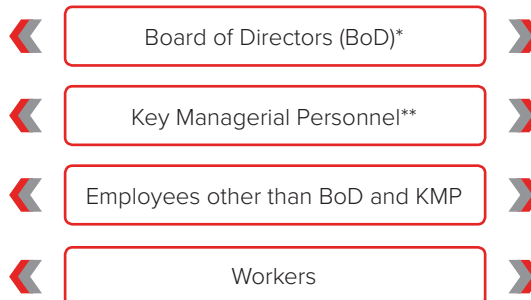 Board of Directors (BoD)*
Key Managerial Personnel**
Employees other than BoD and KMP
Workers